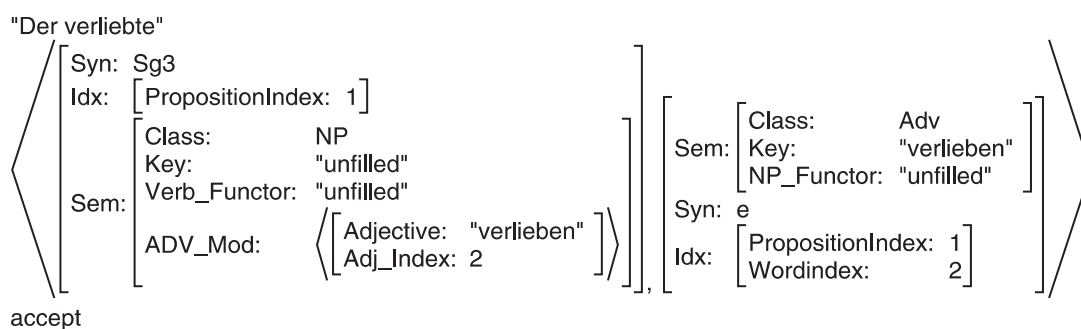 "Der verliebte"
Syn: Sg3
Idx: [PropositionIndex: 1]
Sem:
Class: NP
Key: "unfilled"
Verb_Functor: "unfilled"
ADV_Mod:
Adjective: "verlieben"
Adj_Index: 2
,
Sem:
Class: Adv
Key: "verlieben"
NP_Functor: "unfilled"
Syn: e
Idx:
PropositionIndex: 1
Wordindex: 2
accept